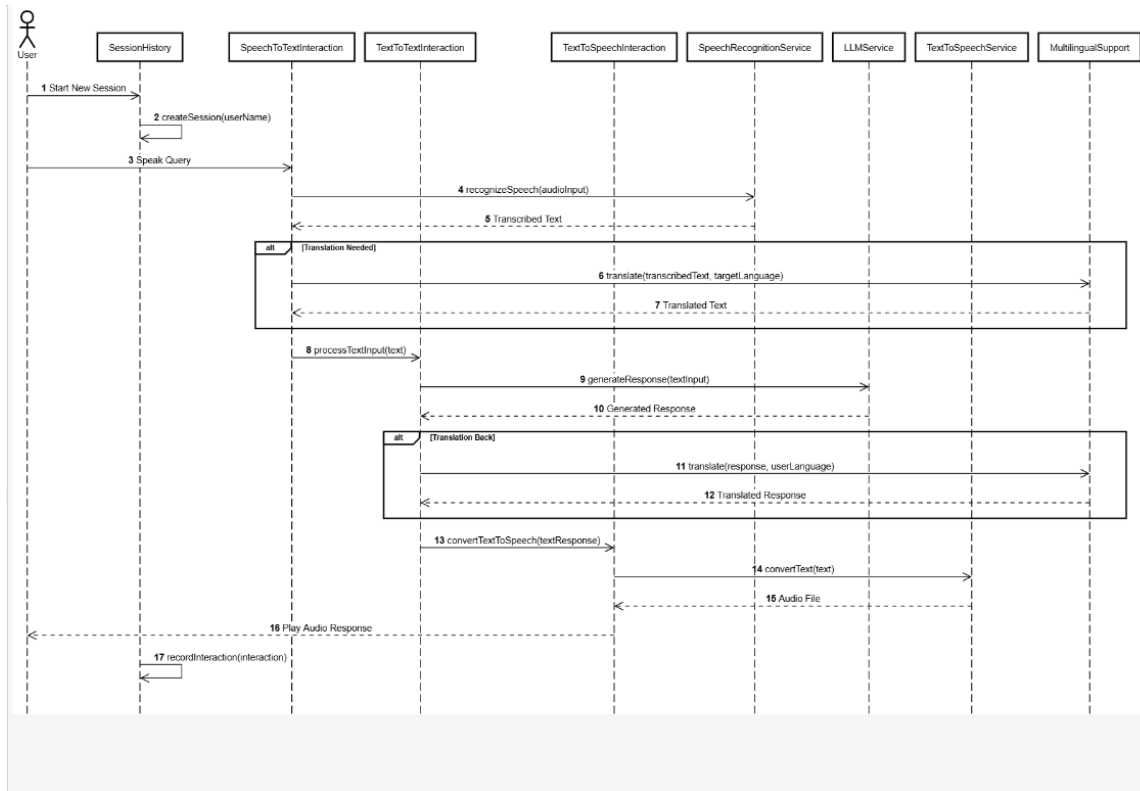 User
SessionHistory
SpeechToTextInteraction
TextToTextInteraction
TextToSpeechInteraction
SpeechRecognitionService
LLMService
TextToSpeechService
MultilingualSupport
1 Start New Session
2 createSession(userName)
3 Speak Query
4 recognizeSpeech(audioInput)
5 Transcribed Text
alt [Translation Needed]
6 translate(transcribedText, targetLanguage)
7 Translated Text
8 processTextInput(text)
9 generateResponse(textInput)
10 Generated Response
alt [Translation Back]
11 translate(response, userLanguage)
12 Translated Response
13 convertTextToSpeech(textResponse)
14 convertText(text)
15 Audio File
16 Play Audio Response
17 recordInteraction(interaction)